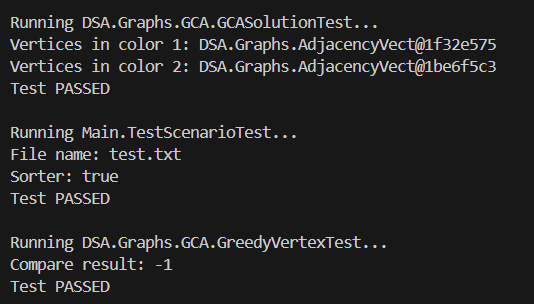 Running DSA.Graphs.GCA.GCASolutionTest...
Vertices in color 1: DSA.Graphs.AdjacencyVect@1f32e575
Vertices in color 2: DSA.Graphs.AdjacencyVect@1be6f5c3
Test PASSED
Running Main.TestScenarioTest...
File name: test.txt
Sorter: true
Test PASSED
Running DSA.Graphs.GCA.GreedyVertexTest...
Compare result: -1
Test PASSED